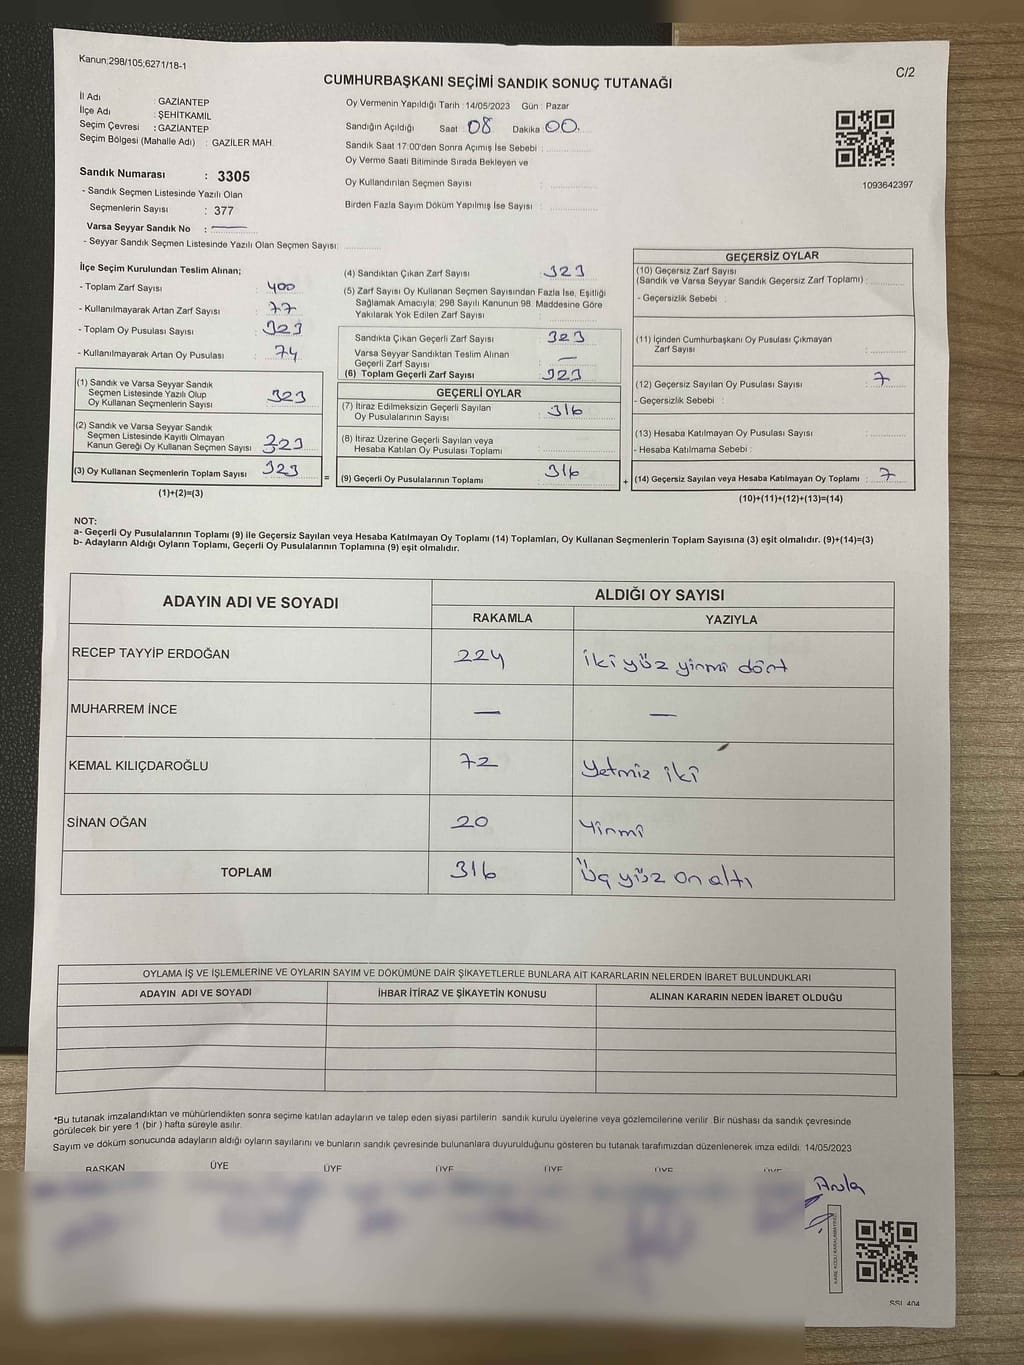 Kanun;298/105;6271/18-1
C/2
CUMHURBAŞKANI SEÇİMİ SANDIK SONUÇ TUTANAĞI
İl Adı : GAZİANTEP
İlçe Adı : ŞEHİTKAMİL
Seçim Çevresi : GAZİANTEP
Seçim Bölgesi (Mahalle Adı) : GAZİLER MAH.
Oy Vermenin Yapıldığı Tarih : 14/05/2023 Gün : Pazar
Sandığın Açıldığı Saat : 08 Dakika : 00.
Sandık Saat 17:00'den Sonra Açımış İse Sebebi :
Oy Verme Saati Bitiminde Sırada Bekleyen ve
Oy Kullandırılan Seçmen Sayısı :
Birden Fazla Sayım Döküm Yapılmış İse Sayısı :
1093642397
Sandık Numarası : 3305
- Sandık Seçmen Listesinde Yazılı Olan
Seçmenlerin Sayısı : 377
Varsa Seyyar Sandık No : —
- Seyyar Sandık Seçmen Listesinde Yazılı Olan Seçmen Sayısı:
İlçe Seçim Kurulundan Teslim Alınan;
- Toplam Zarf Sayısı : 400
- Kullanılmayarak Artan Zarf Sayısı : 77
- Toplam Oy Pusulası Sayısı : 323
- Kullanılmayarak Artan Oy Pusulası : 74
(1) Sandık ve Varsa Seyyar Sandık
Seçmen Listesinde Yazılı Olup
Oy Kullanan Seçmenlerin Sayısı : 323
(2) Sandık ve Varsa Seyyar Sandık
Seçmen Listesinde Kayıtlı Olmayan
Kanun Gereği Oy Kullanan Seçmen Sayısı : 323
(3) Oy Kullanan Seçmenlerin Toplam Sayısı : 323
(1)+(2)=(3)
=
(4) Sandıktan Çıkan Zarf Sayısı : 323
(5) Zarf Sayısı Oy Kullanan Seçmen Sayısından Fazla İse, Eşitliği
Sağlamak Amacıyla; 298 Sayılı Kanunun 98. Maddesine Göre
Yakılarak Yok Edilen Zarf Sayısı :
Sandıkta Çıkan Geçerli Zarf Sayısı : 323
Varsa Seyyar Sandıktan Teslim Alınan
Geçerli Zarf Sayısı : —
(6) Toplam Geçerli Zarf Sayısı : 323
GEÇERLİ OYLAR
(7) İtiraz Edilmeksizin Geçerli Sayılan
Oy Pusulalarının Sayısı : 316
(8) İtiraz Üzerine Geçerli Sayılan veya
Hesaba Katılan Oy Pusulası Toplamı :
(9) Geçerli Oy Pusulalarının Toplamı : 316
+
GEÇERSİZ OYLAR
(10) Geçersiz Zarf Sayısı
(Sandık ve Varsa Seyyar Sandık Geçersiz Zarf Toplamı) :
- Geçersizlik Sebebi :
(11) İçinden Cumhurbaşkanı Oy Pusulası Çıkmayan
Zarf Sayısı :
(12) Geçersiz Sayılan Oy Pusulası Sayısı : 7
- Geçersizlik Sebebi :
(13) Hesaba Katılmayan Oy Pusulası Sayısı :
- Hesaba Katılmama Sebebi :
(14) Geçersiz Sayılan veya Hesaba Katılmayan Oy Toplamı : 7
(10)+(11)+(12)+(13)=(14)
NOT:
a- Geçerli Oy Pusulalarının Toplamı (9) ile Geçersiz Sayılan veya Hesaba Katılmayan Oy Toplamı (14) Toplamları, Oy Kullanan Seçmenlerin Toplam Sayısına (3) eşit olmalıdır. (9)+(14)=(3)
b- Adayların Aldığı Oyların Toplamı, Geçerli Oy Pusulalarının Toplamına (9) eşit olmalıdır.
ADAYIN ADI VE SOYADI
ALDIĞI OY SAYISI
RAKAMLA YAZIYLA
RECEP TAYYİP ERDOĞAN 224 iki yüz yirmi dört
MUHARREM İNCE — —
KEMAL KILIÇDAROĞLU 72 Yetmiz iki
SİNAN OĞAN 20 Yirmi
TOPLAM 316 Üç yüz on altı
OYLAMA İŞ VE İŞLEMLERİNE VE OYLARIN SAYIM VE DÖKÜMÜNE DAİR ŞİKAYETLERLE BUNLARA AİT KARARLARIN NELERDEN İBARET BULUNDUKLARI
ADAYIN ADI VE SOYADI İHBAR İTİRAZ VE ŞİKAYETİN KONUSU ALINAN KARARIN NEDEN İBARET OLDUĞU
*Bu tutanak imzalandıktan ve mühürlendikten sonra seçime katılan adayların ve talep eden siyasi partilerin sandık kurulu üyelerine veya gözlemcilerine verilir. Bir nüshası da sandık çevresinde
görülecek bir yere 1 (bir ) hafta süreyle asılır.
Sayım ve döküm sonucunda adayların aldığı oyların sayılarını ve bunların sandık çevresinde bulunanlara duyurulduğunu gösteren bu tutanak tarafımızdan düzenlenerek imza edildi. 14/05/2023
BAŞKAN ÜYE ÜYE ÜYE ÜYE ÜYE ÜYE